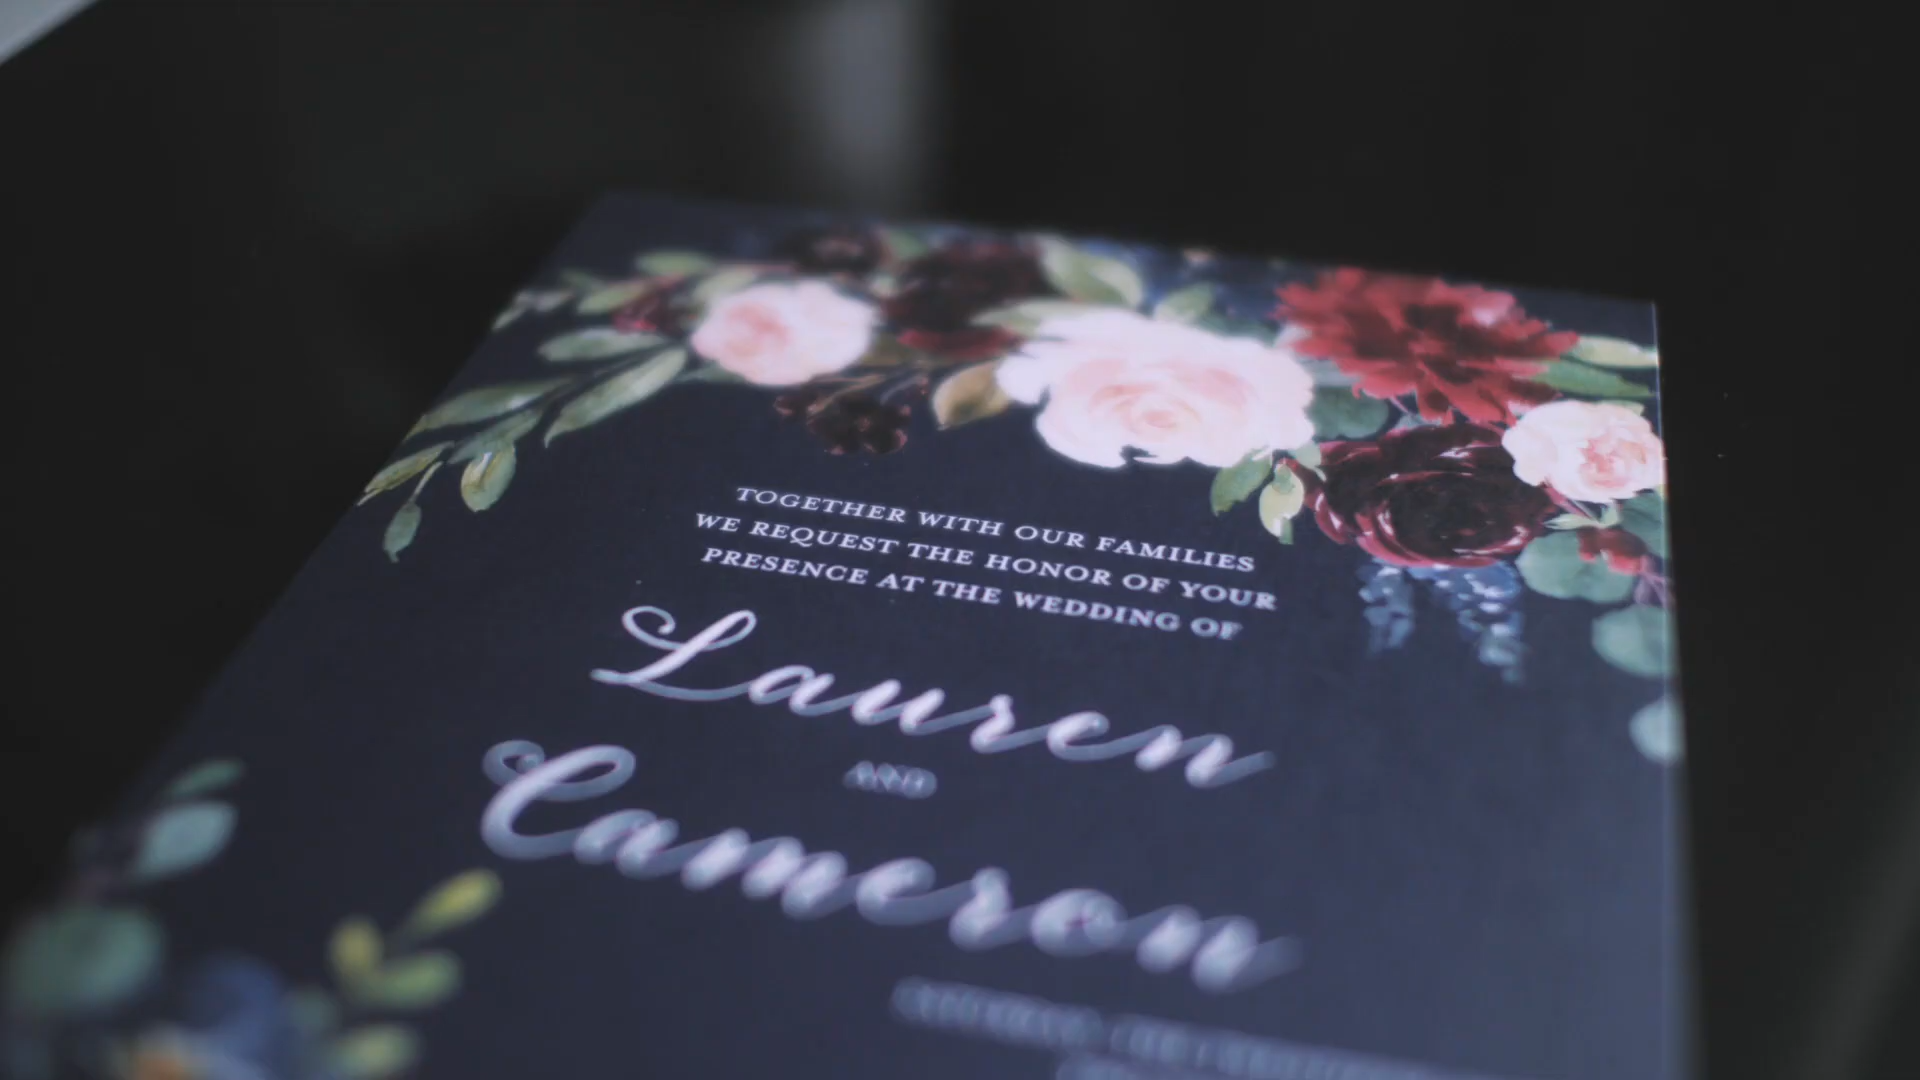 TOGETHER WITH OUR FAMILIES
WE REQUEST THE HONOR OF YOUR
PRESENCE AT THE WEDDING OF
Lauren
AND
Cameron